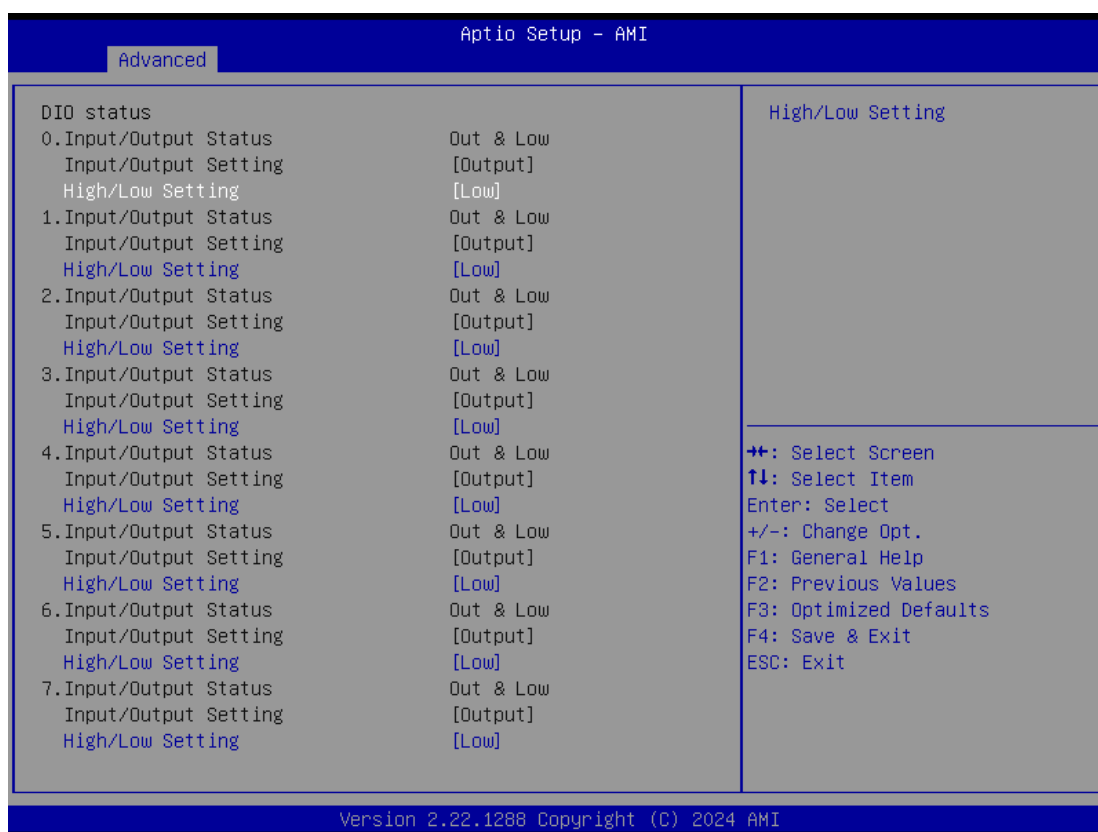 Aptio Setup – AMI
Advanced
DIO status
0.Input/Output Status Out & Low
Input/Output Setting [Output]
High/Low Setting [Low]
1.Input/Output Status Out & Low
Input/Output Setting [Output]
High/Low Setting [Low]
2.Input/Output Status Out & Low
Input/Output Setting [Output]
High/Low Setting [Low]
3.Input/Output Status Out & Low
Input/Output Setting [Output]
High/Low Setting [Low]
4.Input/Output Status Out & Low
Input/Output Setting [Output]
High/Low Setting [Low]
5.Input/Output Status Out & Low
Input/Output Setting [Output]
High/Low Setting [Low]
6.Input/Output Status Out & Low
Input/Output Setting [Output]
High/Low Setting [Low]
7.Input/Output Status Out & Low
Input/Output Setting [Output]
High/Low Setting [Low]
High/Low Setting
→←: Select Screen
↑↓: Select Item
Enter: Select
+/-: Change Opt.
F1: General Help
F2: Previous Values
F3: Optimized Defaults
F4: Save & Exit
ESC: Exit
Version 2.22.1288 Copyright (C) 2024 AMI